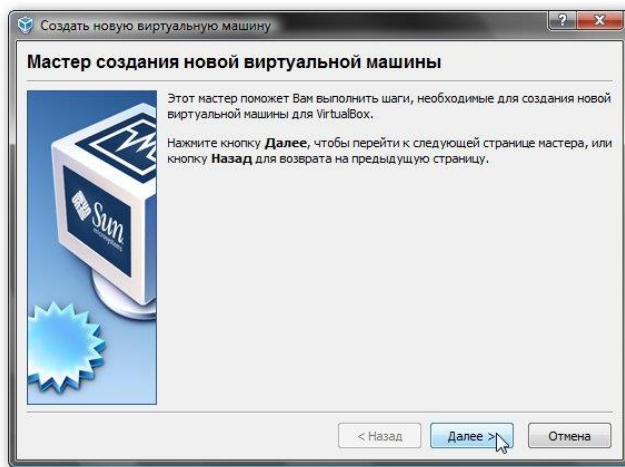 Создать новую виртуальную машину
Мастер создания новой виртуальной машины
Этот мастер поможет Вам выполнить шаги, необходимые для создания новой
виртуальной машины для VirtualBox.
Нажмите кнопку Далее, чтобы перейти к следующей странице мастера, или
кнопку Назад для возврата на предыдущую страницу.
Sun
microsystems
< Назад
Далее >
Отмена